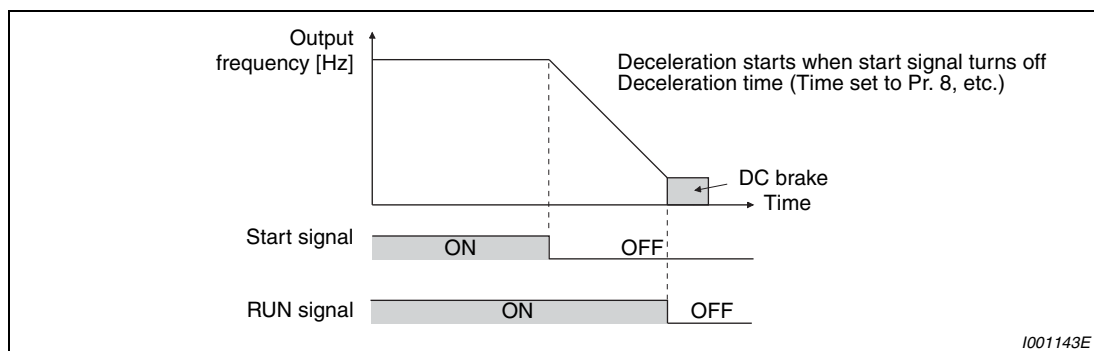 Output
frequency [Hz]
Deceleration starts when start signal turns off
Deceleration time (Time set to Pr. 8, etc.)
DC brake
Time
Start signal
ON
OFF
RUN signal
ON
OFF
I001143E